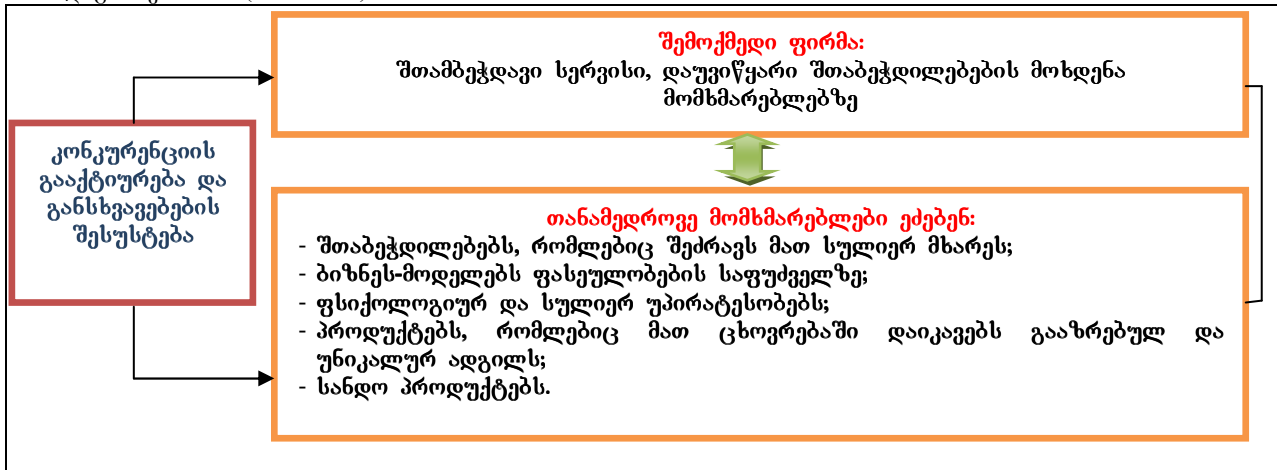 კონკურენციის
გააქტიურება და
განსხვავებების
შესუსტება
შემოქმედი ფირმა:
შთამბეჭდავი სერვისი, დაუვიწყარი შთაბეჭდილებების მოხდენა
მომხმარებლებზე
თანამედროვე მომხმარებლები ეძებენ:
- შთაბეჭდილებებს, რომლებიც შეძრავს მათ სულიერ მხარეს;
- ბიზნეს-მოდელებს ფასეულობების საფუძველზე;
- ფსიქოლოგიურ და სულიერ უპირატესობებს;
- პროდუქტებს, რომლებიც მათ ცხოვრებაში დაიკავებს გააზრებულ და
უნიკალურ ადგილს;
- სანდო პროდუქტებს.